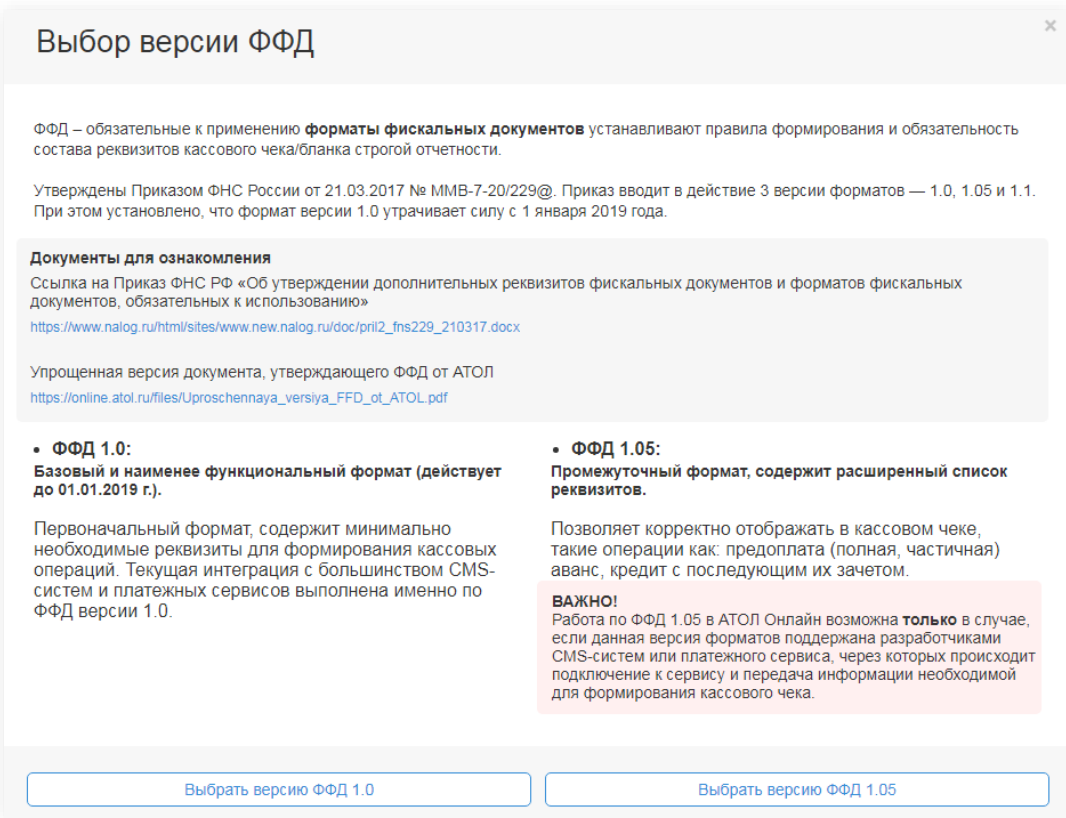 Выбор версии ФФД
×
ФФД – обязательные к применению форматы фискальных документов устанавливают правила формирования и обязательность
состава реквизитов кассового чека/бланка строгой отчетности.
Утверждены Приказом ФНС России от 21.03.2017 № ММВ-7-20/229@. Приказ вводит в действие 3 версии форматов — 1.0, 1.05 и 1.1.
При этом установлено, что формат версии 1.0 утрачивает силу с 1 января 2019 года.
Документы для ознакомления
Ссылка на Приказ ФНС РФ «Об утверждении дополнительных реквизитов фискальных документов и форматов фискальных
документов, обязательных к использованию»
https://www.nalog.ru/html/sites/www.new.nalog.ru/doc/pril2_fns229_210317.docx
Упрощенная версия документа, утверждающего ФФД от АТОЛ
https://online.atol.ru/files/Uproschennaya_versiya_FFD_ot_ATOL.pdf
• ФФД 1.0:
Базовый и наименее функциональный формат (действует
до 01.01.2019 г.).
Первоначальный формат, содержит минимально
необходимые реквизиты для формирования кассовых
операций. Текущая интеграция с большинством CMS-
систем и платежных сервисов выполнена именно по
ФФД версии 1.0.
• ФФД 1.05:
Промежуточный формат, содержит расширенный список
реквизитов.
Позволяет корректно отображать в кассовом чеке,
такие операции как: предоплата (полная, частичная)
аванс, кредит с последующим их зачетом.
ВАЖНО!
Работа по ФФД 1.05 в АТОЛ Онлайн возможна только в случае,
если данная версия форматов поддержана разработчиками
CMS-систем или платежного сервиса, через которых происходит
подключение к сервису и передача информации необходимой
для формирования кассового чека.
Выбрать версию ФФД 1.0
Выбрать версию ФФД 1.05